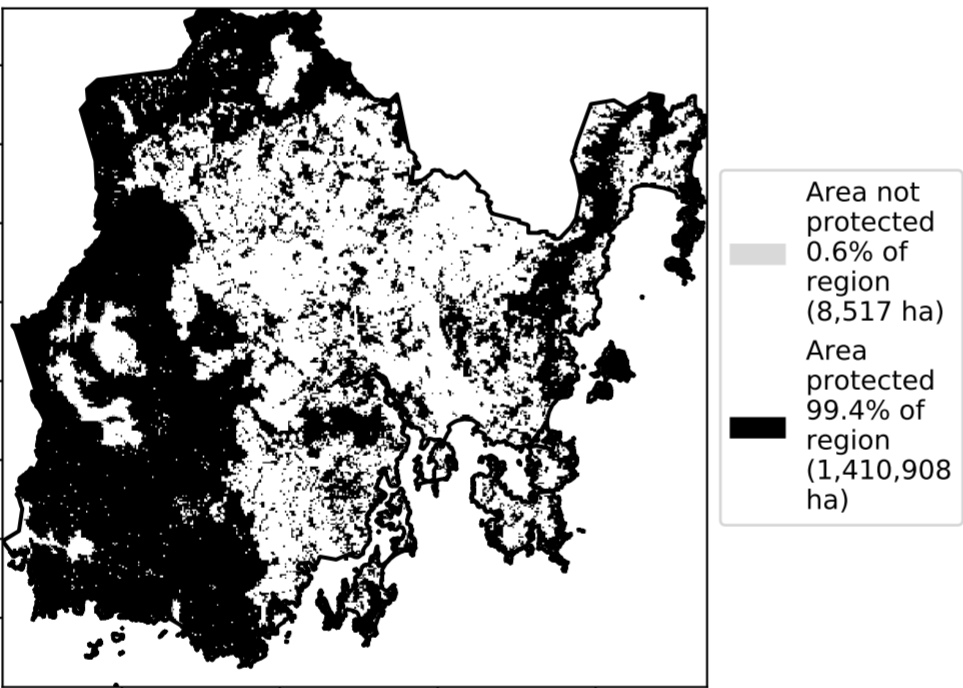 Area not
protected
0.6% of
region
(8,517 ha)
Area
protected
99.4% of
region
(1,410,908
ha)